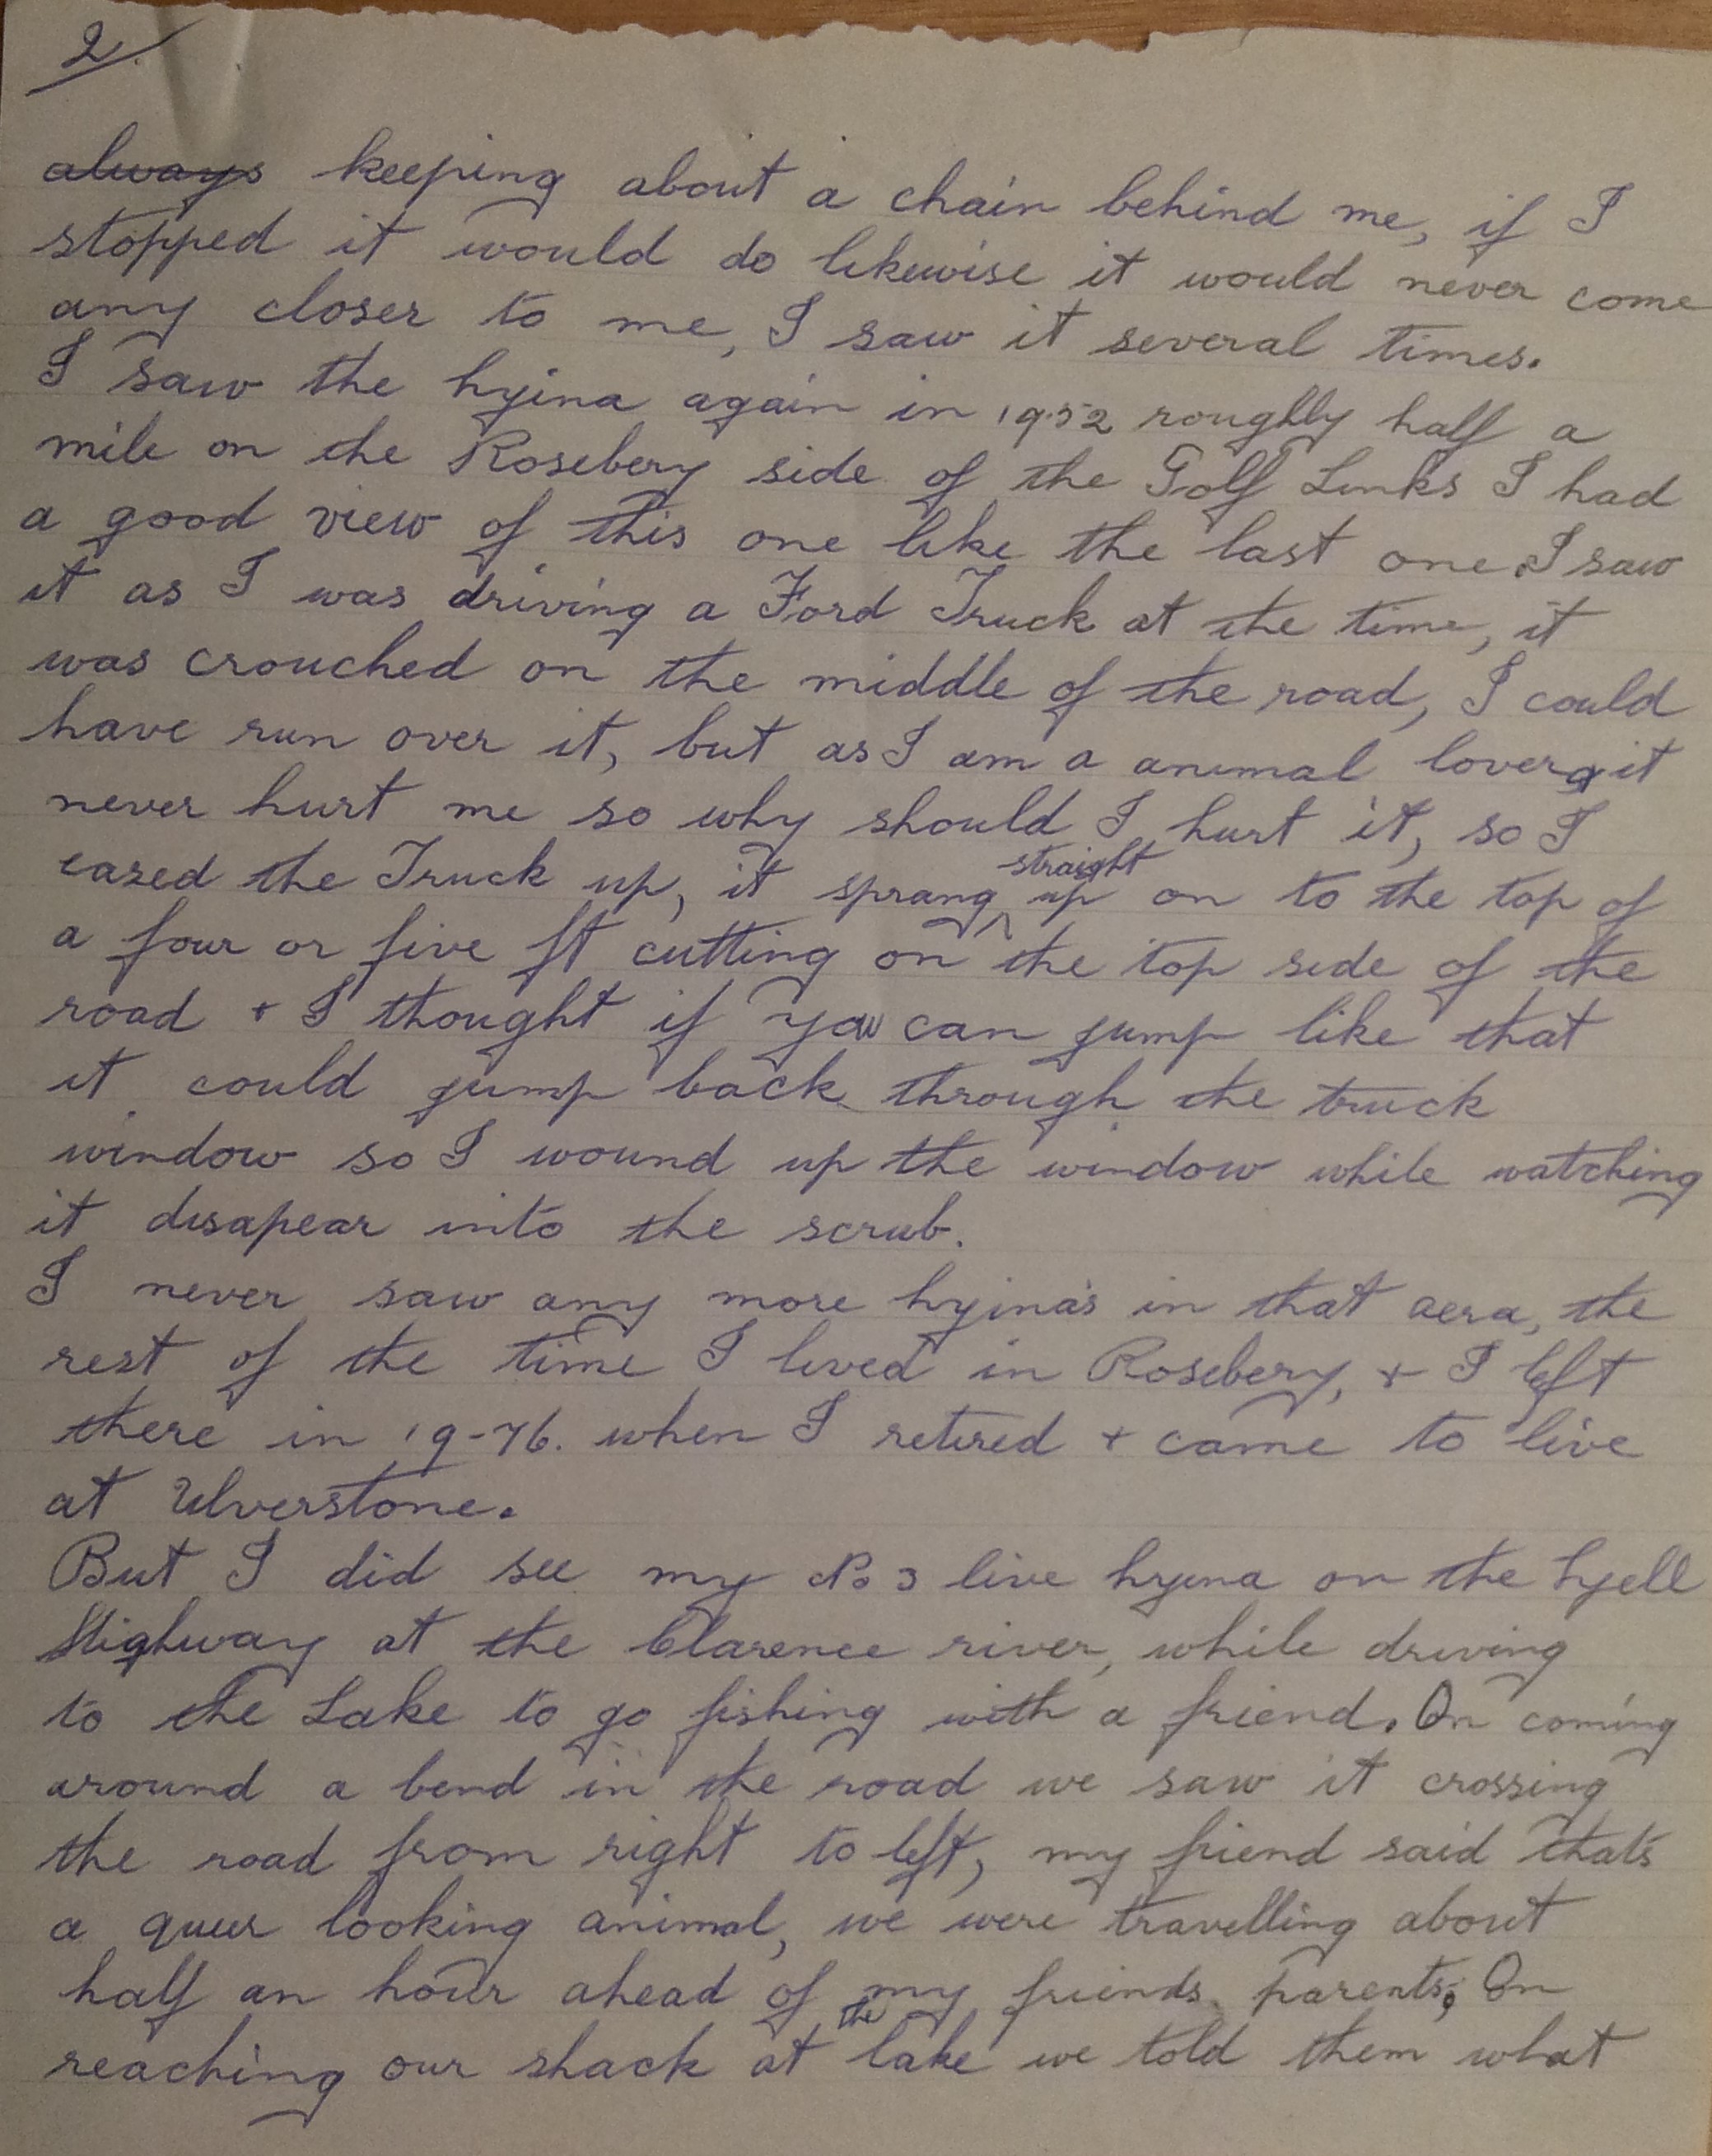 2/.
always keeping about a chain behind me, if I
stopped it would do likewise it would never come
any closer to me, I saw it several times.
I saw the hyina again in 19.52 roughly half a
mile on the Rosebery side of the Golf Links I had
a good view of this one like the last one. I saw
it as I was driving a Ford Truck at the time, it
was crouched on the middle of the road, I could
have run over it, but as I am a animal lover, it
never hurt me so why should I hurt it, so I
eased the Truck up, it sprang straight up on to the top of
a four or five ft cutting on the top side of the
road + I thought if you can jump like that
it could jump back through the truck
window so I wound up the window while watching
it disapear into the scrub.
I never saw any more hyina's in that aera, the
rest of the time I lived in Rosebery, + I left
there in 19-76. when I retired + came to live
at Ulverstone.
But I did see my No 3 live hyena on the Lyell
Highway at the Clarence river, while driving
to the Lake to go fishing with a friend. On coming
around a bend in the road we saw it crossing
the road from right to left, my friend said that's
a queer looking animal, we were travelling about
half an hour ahead of my friends parents; On
reaching our shack at the lake we told them what